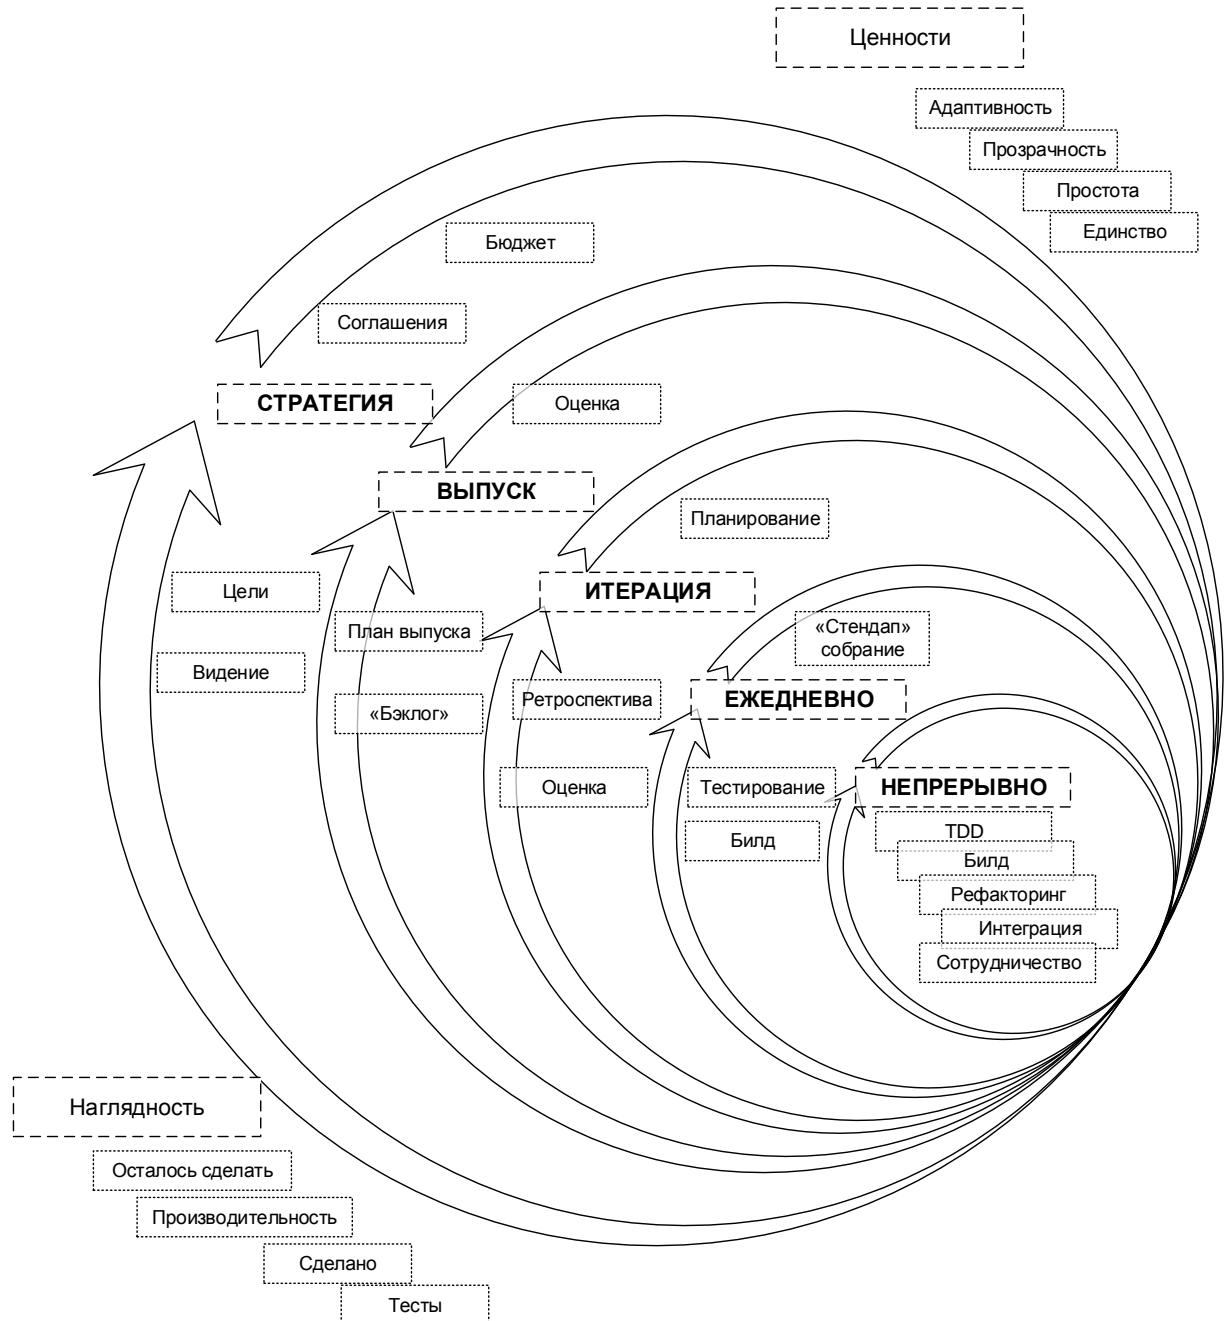 Ценности
Адаптивность
Прозрачность
Простота
Единство
Бюджет
Соглашения
СТРАТЕГИЯ
Оценка
ВЫПУСК
Планирование
Цели
ИТЕРАЦИЯ
План выпуска
«Стендап»
собрание
Видение
Ретроспектива
ЕЖЕДНЕВНО
«Бэклог»
Оценка
Тестирование
НЕПРЕРЫВНО
Билд
TDD
Билд
Рефакторинг
Интеграция
Сотрудничество
Наглядность
Осталось сделать
Производительность
Сделано
Тесты